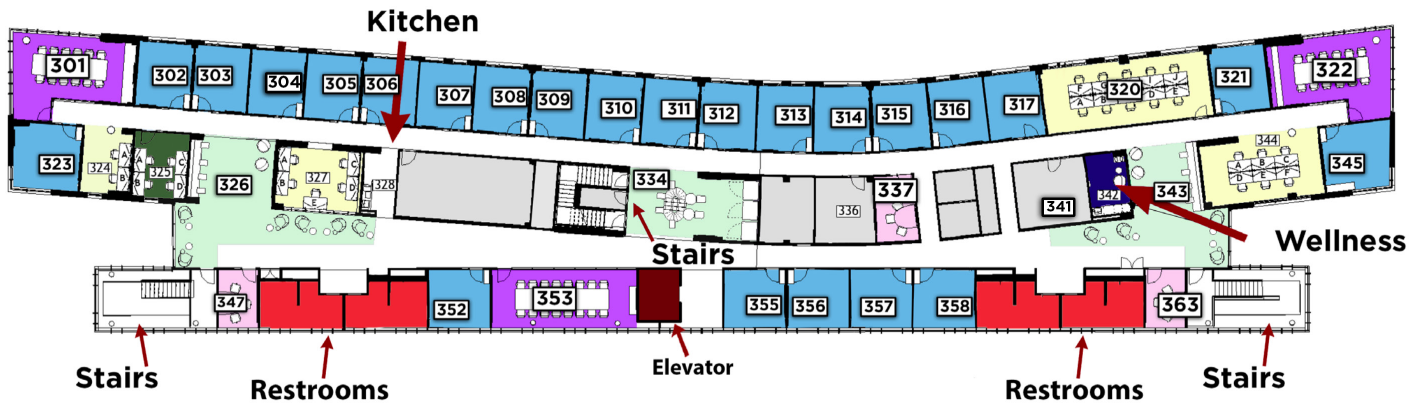 Kitchen
301
302
303
304
305
306
307
308
309
310
311
312
313
314
315
316
317
320
F
G
H
A
B
C
D
E
321
322
323
324
A
B
325
A
B
C
D
326
327
A
B
C
D
E
328
334
336
337
341
342
343
344
A
B
C
D
E
F
345
Stairs
Wellness
347
352
353
355
356
357
358
363
Stairs
Restrooms
Elevator
Restrooms
Stairs